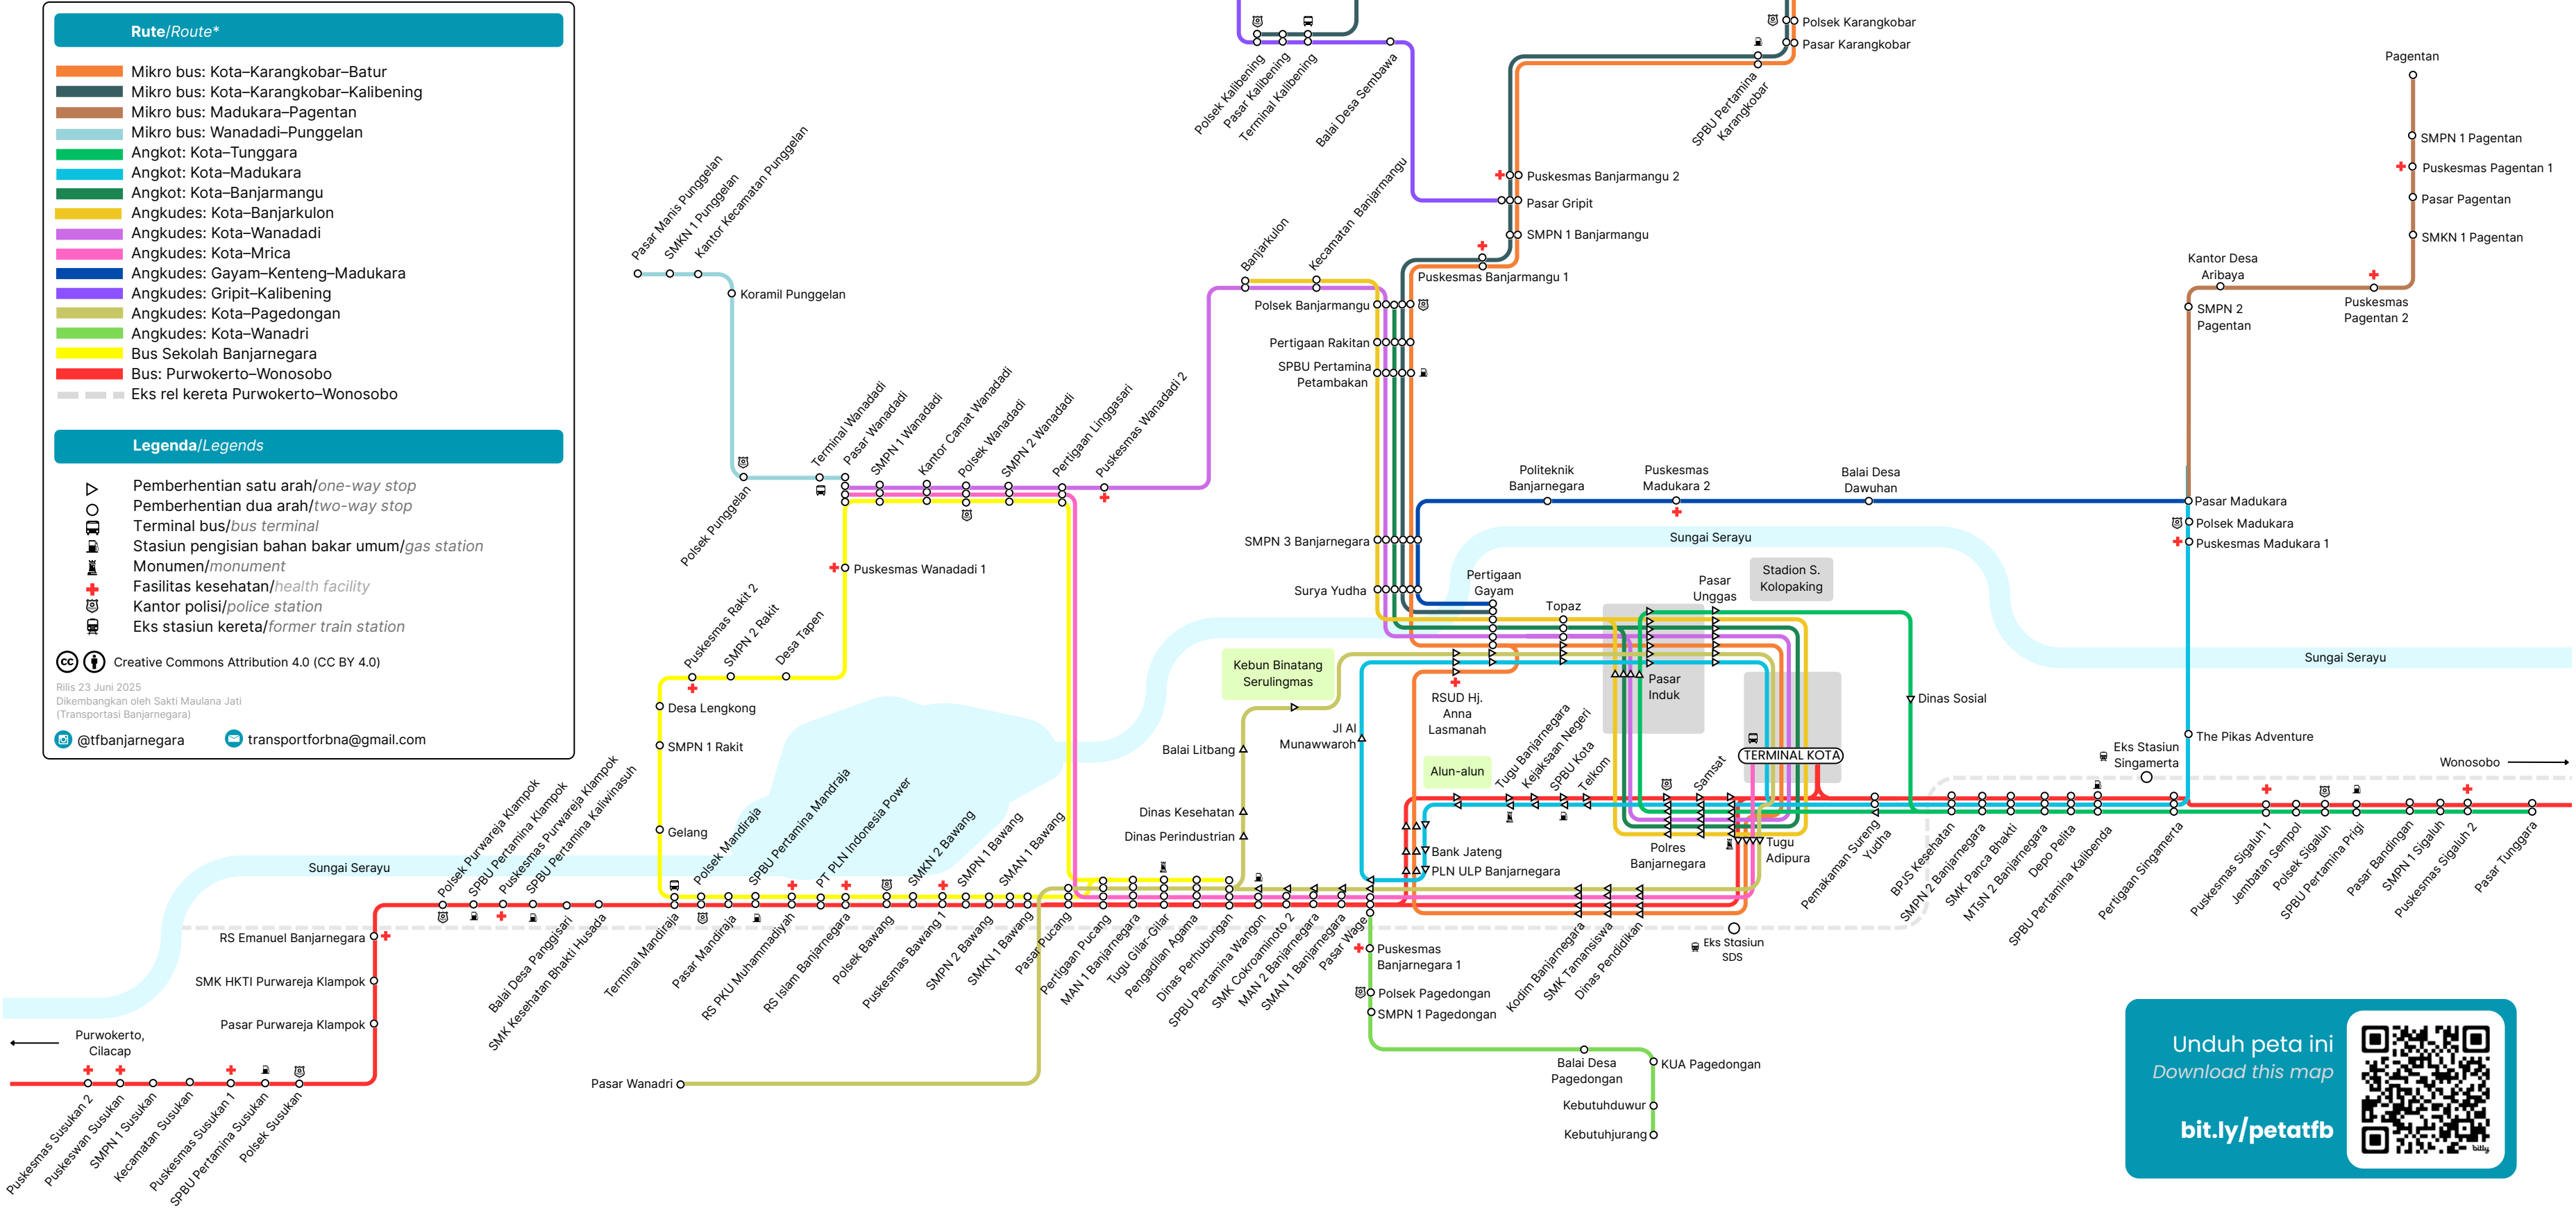 Rute/Route*
Mikro bus: Kota–Karangkobar–Batur
Mikro bus: Kota–Karangkobar–Kalibening
Mikro bus: Madukara–Pagentan
Mikro bus: Wanadadi–Punggelan
Angkot: Kota–Tunggara
Angkot: Kota–Madukara
Angkot: Kota–Banjarmangu
Angkudes: Kota–Banjarkulon
Angkudes: Kota–Wanadadi
Angkudes: Kota–Mrica
Angkudes: Gayam–Kenteng–Madukara
Angkudes: Gripit–Kalibening
Angkudes: Kota–Pagedongan
Angkudes: Kota–Wanadri
Bus Sekolah Banjarnegara
Bus: Purwokerto–Wonosobo
Eks rel kereta Purwokerto–Wonosobo
Legenda/Legends
Pemberhentian satu arah/one-way stop
Pemberhentian dua arah/two-way stop
Terminal bus/bus terminal
Stasiun pengisian bahan bakar umum/gas station
Monumen/monument
Fasilitas kesehatan/health facility
Kantor polisi/police station
Eks stasiun kereta/former train station
cc
Creative Commons Attribution 4.0 (CC BY 4.0)
Rilis 23 Juni 2025
Dikembangkan oleh Sakti Maulana Jati
(Transportasi Banjarnegara)
@tfbanjarnegara
transportforbna@gmail.com
Polsek Kalibening
Pasar Kalibening
Terminal Kalibening
Balai Desa Sembawa
Polsek Karangkobar
Pasar Karangkobar
SPBU Pertamina
Karangkobar
Puskesmas Banjarmangu 2
Pasar Gripit
SMPN 1 Banjarmangu
Puskesmas Banjarmangu 1
Pagentan
SMPN 1 Pagentan
Puskesmas Pagentan 1
Pasar Pagentan
SMKN 1 Pagentan
Puskesmas
Pagentan 2
Kantor Desa
Aribaya
SMPN 2
Pagentan
Pasar Manis Punggelan
SMKN 1 Punggelan
Kantor Kecamatan Punggelan
Koramil Punggelan
Polsek Punggelan
Terminal Wanadadi
Pasar Wanadadi
SMPN 1 Wanadadi
Kantor Camat Wanadadi
Polsek Wanadadi
SMPN 2 Wanadadi
Pertigaan Linggasari
Puskesmas Wanadadi 2
Banjarkulon
Kecamatan Banjarmangu
Polsek Banjarmangu
Pertigaan Rakitan
SPBU Pertamina
Petambakan
SMPN 3 Banjarnegara
Surya Yudha
Politeknik
Banjarnegara
Puskesmas
Madukara 2
Balai Desa
Dawuhan
Pasar Madukara
Polsek Madukara
Puskesmas Madukara 1
The Pikas Adventure
Sungai Serayu
Sungai Serayu
Sungai Serayu
Puskesmas Wanadadi 1
Puskesmas Rakit 2
SMPN 2 Rakit
Desa Tapen
Desa Lengkong
SMPN 1 Rakit
Gelang
Pertigaan
Gayam
Topaz
Pasar
Unggas
Stadion S.
Kolopaking
Pasar
Induk
RSUD Hj.
Anna
Lasmanah
Kebun Binatang
Serulingmas
Jl Al
Munawwaroh
Balai Litbang
Dinas Kesehatan
Dinas Perindustrian
Alun-alun
Tugu Banjarnegara
Kejaksaan Negeri
SPBU Kota
Telkom
Samsat
TERMINAL KOTA
Dinas Sosial
Bank Jateng
PLN ULP Banjarnegara
Polres
Banjarnegara
Tugu
Adipura
Pemakaman Sureng
Yudha
BPJS Kesehatan
SMPN 2 Banjarnegara
SMK Panca Bhakti
MTsN 2 Banjarnegara
Depo Pelita
SPBU Pertamina Kalibenda
Pertigaan Singamerta
Eks Stasiun
Singamerta
Wonosobo
Puskesmas Sigaluh 1
Jembatan Sempol
Polsek Sigaluh
SPBU Pertamina Prigi
Pasar Bandingan
SMPN 1 Sigaluh
Puskesmas Sigaluh 2
Pasar Tunggara
Polsek Purwareja Klampok
SPBU Pertamina Klampok
Puskesmas Purwareja Klampok
SPBU Pertamina Kaliwinasuh
Balai Desa Panggisari
SMK Kesehatan Bhakti Husada
Terminal Mandiraja
Polsek Mandiraja
Pasar Mandiraja
SPBU Pertamina Mandraja
RS PKU Muhammadiyah
PT PLN Indonesia Power
RS Islam Banjarnegara
Polsek Bawang
SMKN 2 Bawang
Puskesmas Bawang 1
SMPN 1 Bawang
SMPN 2 Bawang
SMAN 1 Bawang
SMKN 1 Bawang
Pasar Pucang
Pertigaan Pucang
MAN 1 Banjarnegara
Tugu Gilar-Gilar
Pengadilan Agama
Dinas Perhubungan
SPBU Pertamina Wangon
SMK Cokroaminoto 2
MAN 2 Banjarnegara
SMAN 1 Banjarnegara
Pasar Wage
Kodim Banjarnegara
SMK Tamansiswa
Dinas Pendidikan
Eks Stasiun
SDS
Puskesmas
Banjarnegara 1
Polsek Pagedongan
SMPN 1 Pagedongan
Balai Desa
Pagedongan
KUA Pagedongan
Kebutuhduwur
Kebutuhjurang
Pasar Wanadri
RS Emanuel Banjarnegara
SMK HKTI Purwareja Klampok
Pasar Purwareja Klampok
Purwokerto,
Cilacap
Puskesmas Susukan 2
Puskeswan Susukan
SMPN 1 Susukan
Kecamatan Susukan
Puskesmas Susukan 1
SPBU Pertamina Susukan
Polsek Susukan
Unduh peta ini
Download this map
bit.ly/petatfb
bitly